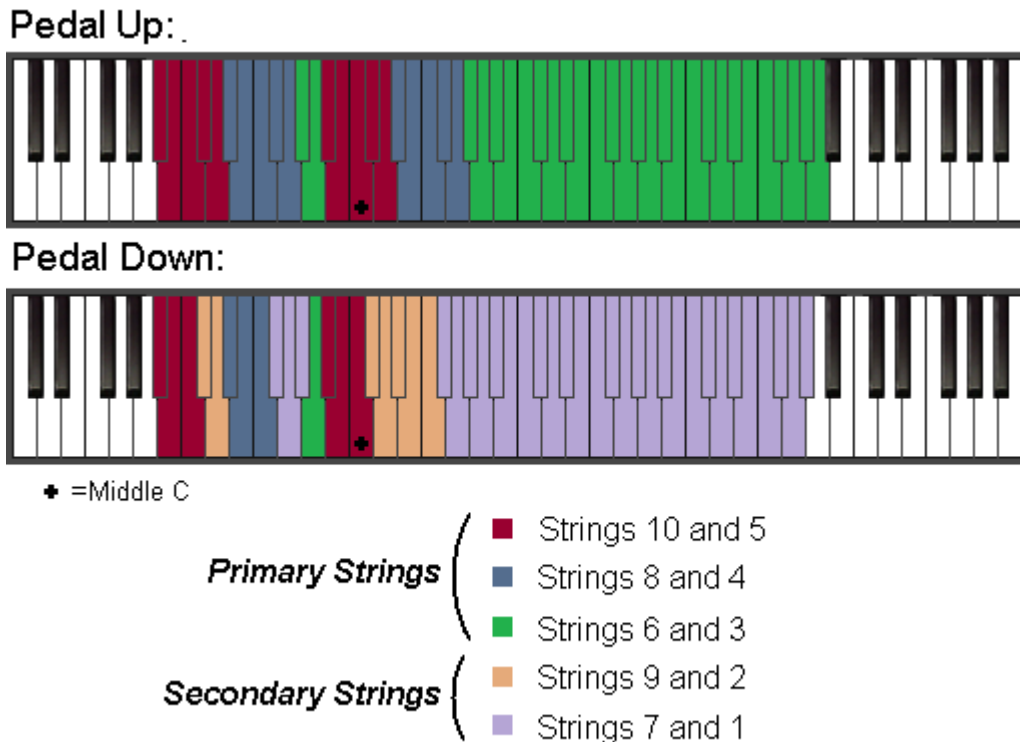 Pedal Up: .
Pedal Down:
=Middle C
Primary Strings
Strings 10 and 5
Strings 8 and 4
Strings 6 and 3
Secondary Strings
Strings 9 and 2
Strings 7 and 1